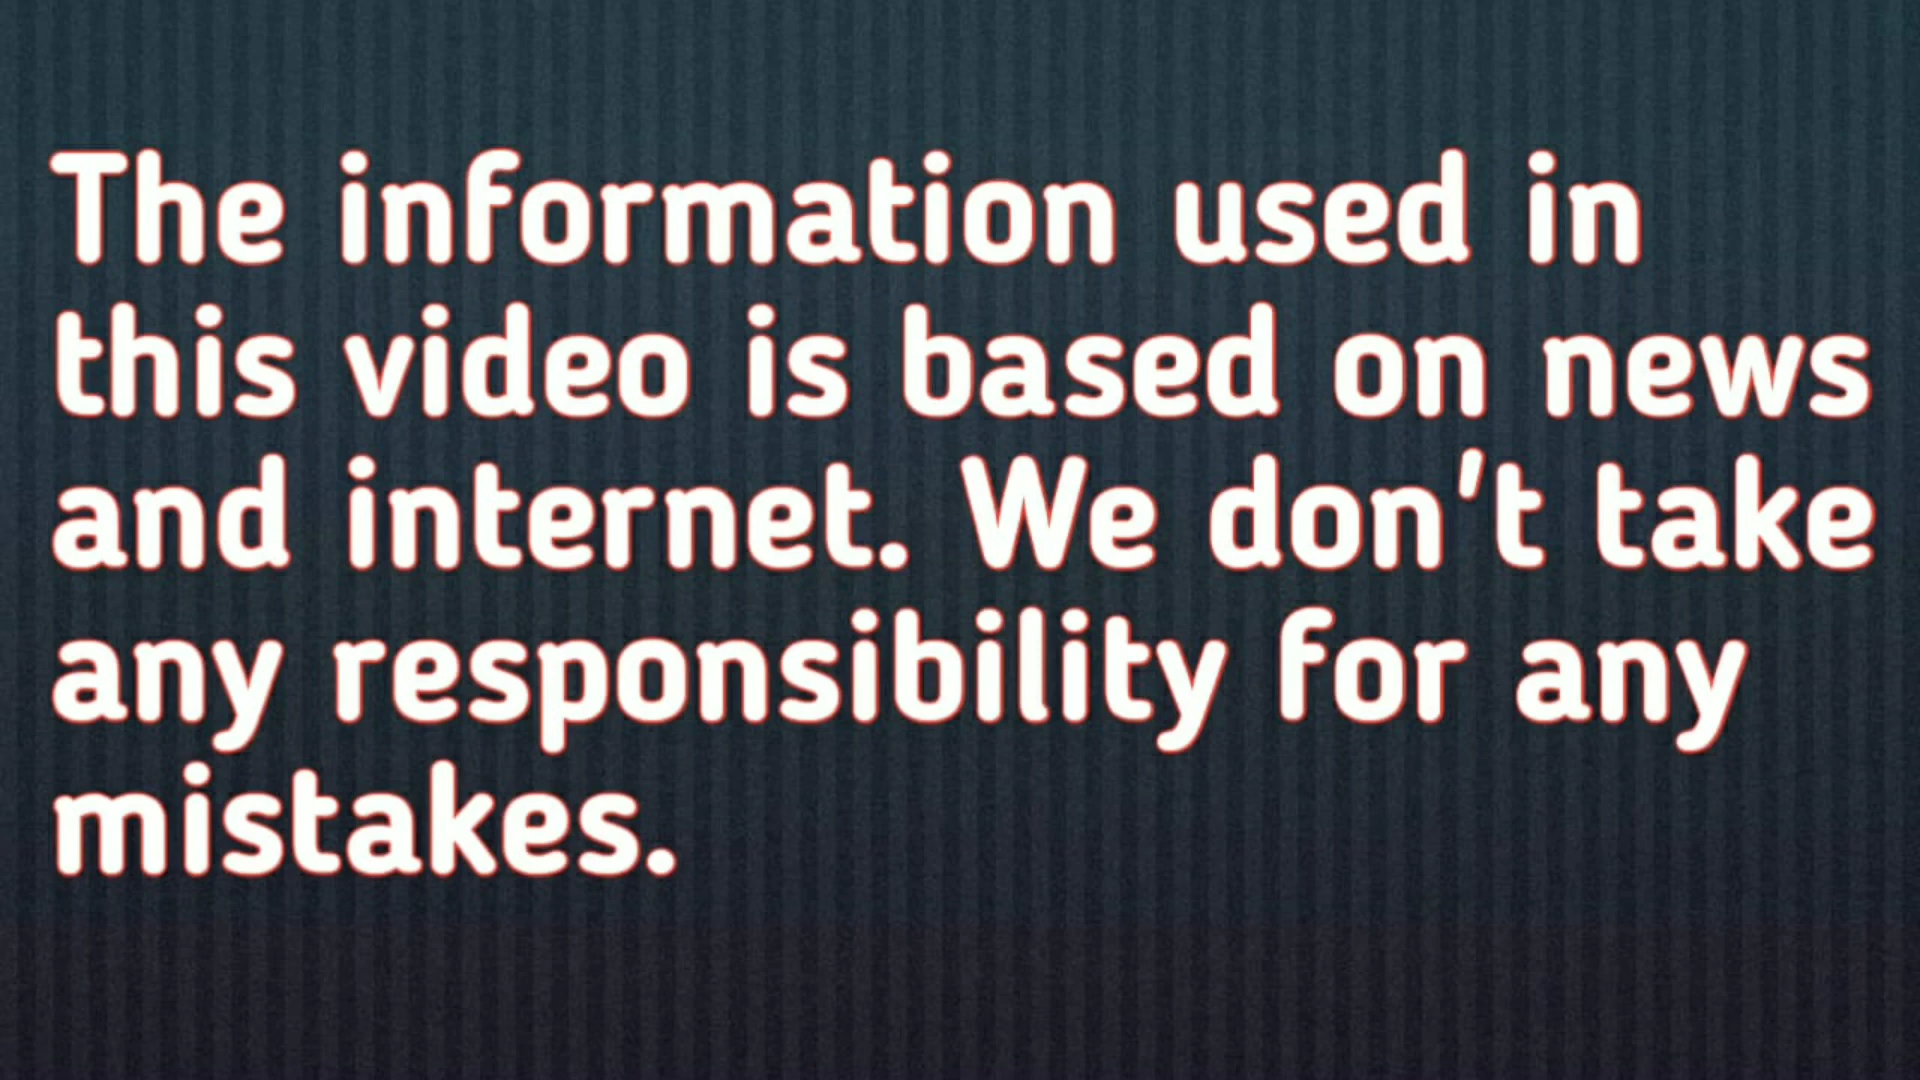 The information used in
this video is based on news
and internet. We don't take
any responsibility for any
mistakes.